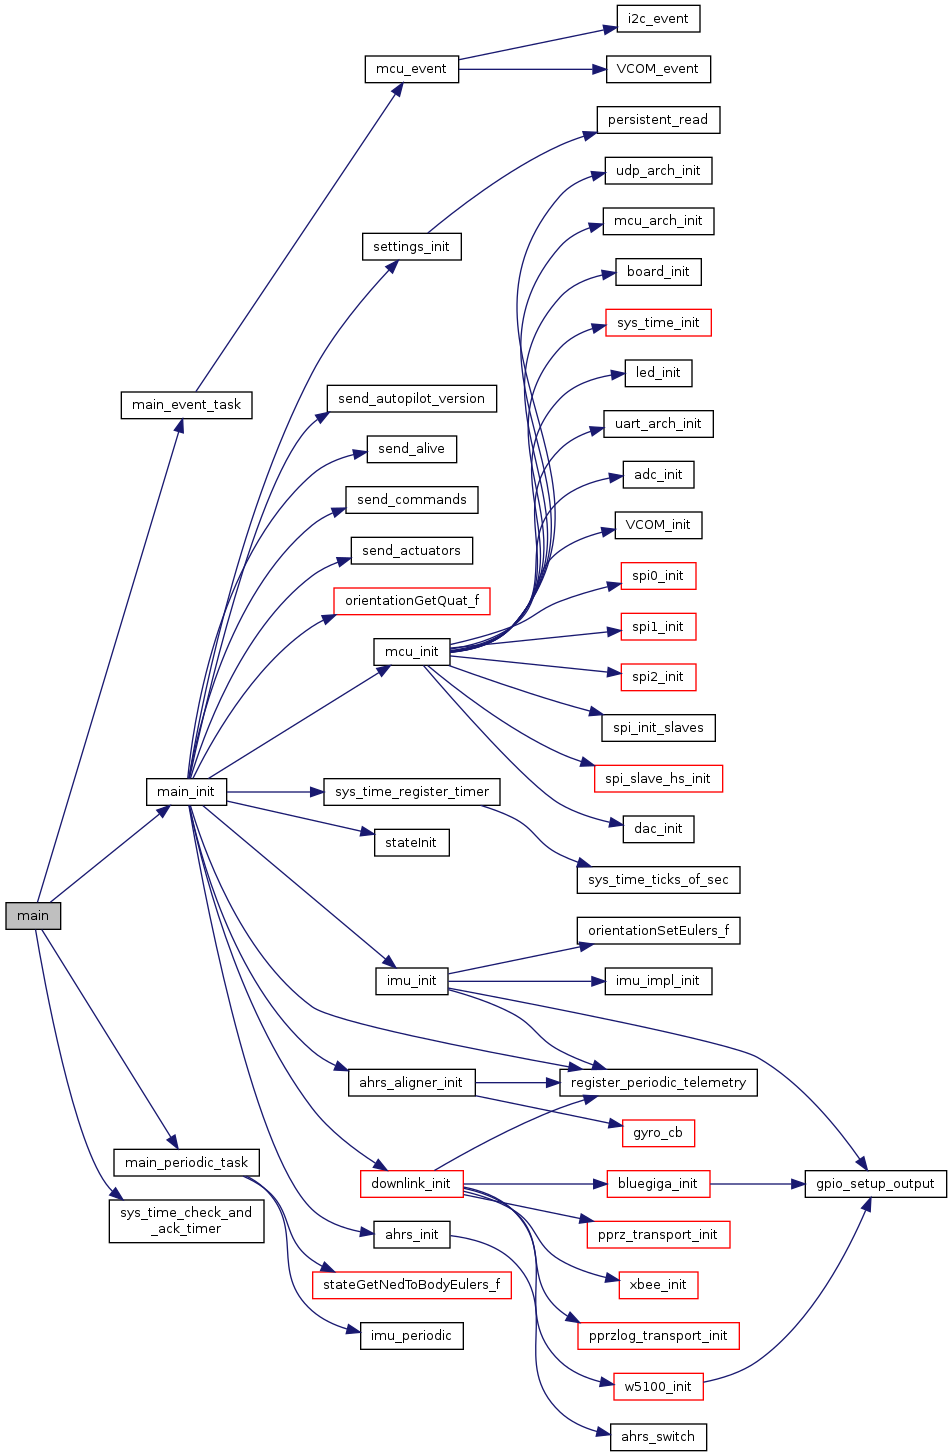 i2c_event
mcu_event
VCOM_event
persistent_read
udp_arch_init
mcu_arch_init
settings_init
board_init
sys_time_init
led_init
send_autopilot_version
main_event_task
uart_arch_init
send_alive
adc_init
send_commands
VCOM_init
send_actuators
spi0_init
orientationGetQuat_f
spi1_init
mcu_init
spi2_init
spi_init_slaves
spi_slave_hs_init
main_init
sys_time_register_timer
dac_init
stateInit
sys_time_ticks_of_sec
main
orientationSetEulers_f
imu_init
imu_impl_init
ahrs_aligner_init
register_periodic_telemetry
gyro_cb
main_periodic_task
downlink_init
bluegiga_init
gpio_setup_output
sys_time_check_and
_ack_timer
ahrs_init
pprz_transport_init
stateGetNedToBodyEulers_f
xbee_init
imu_periodic
pprzlog_transport_init
w5100_init
ahrs_switch